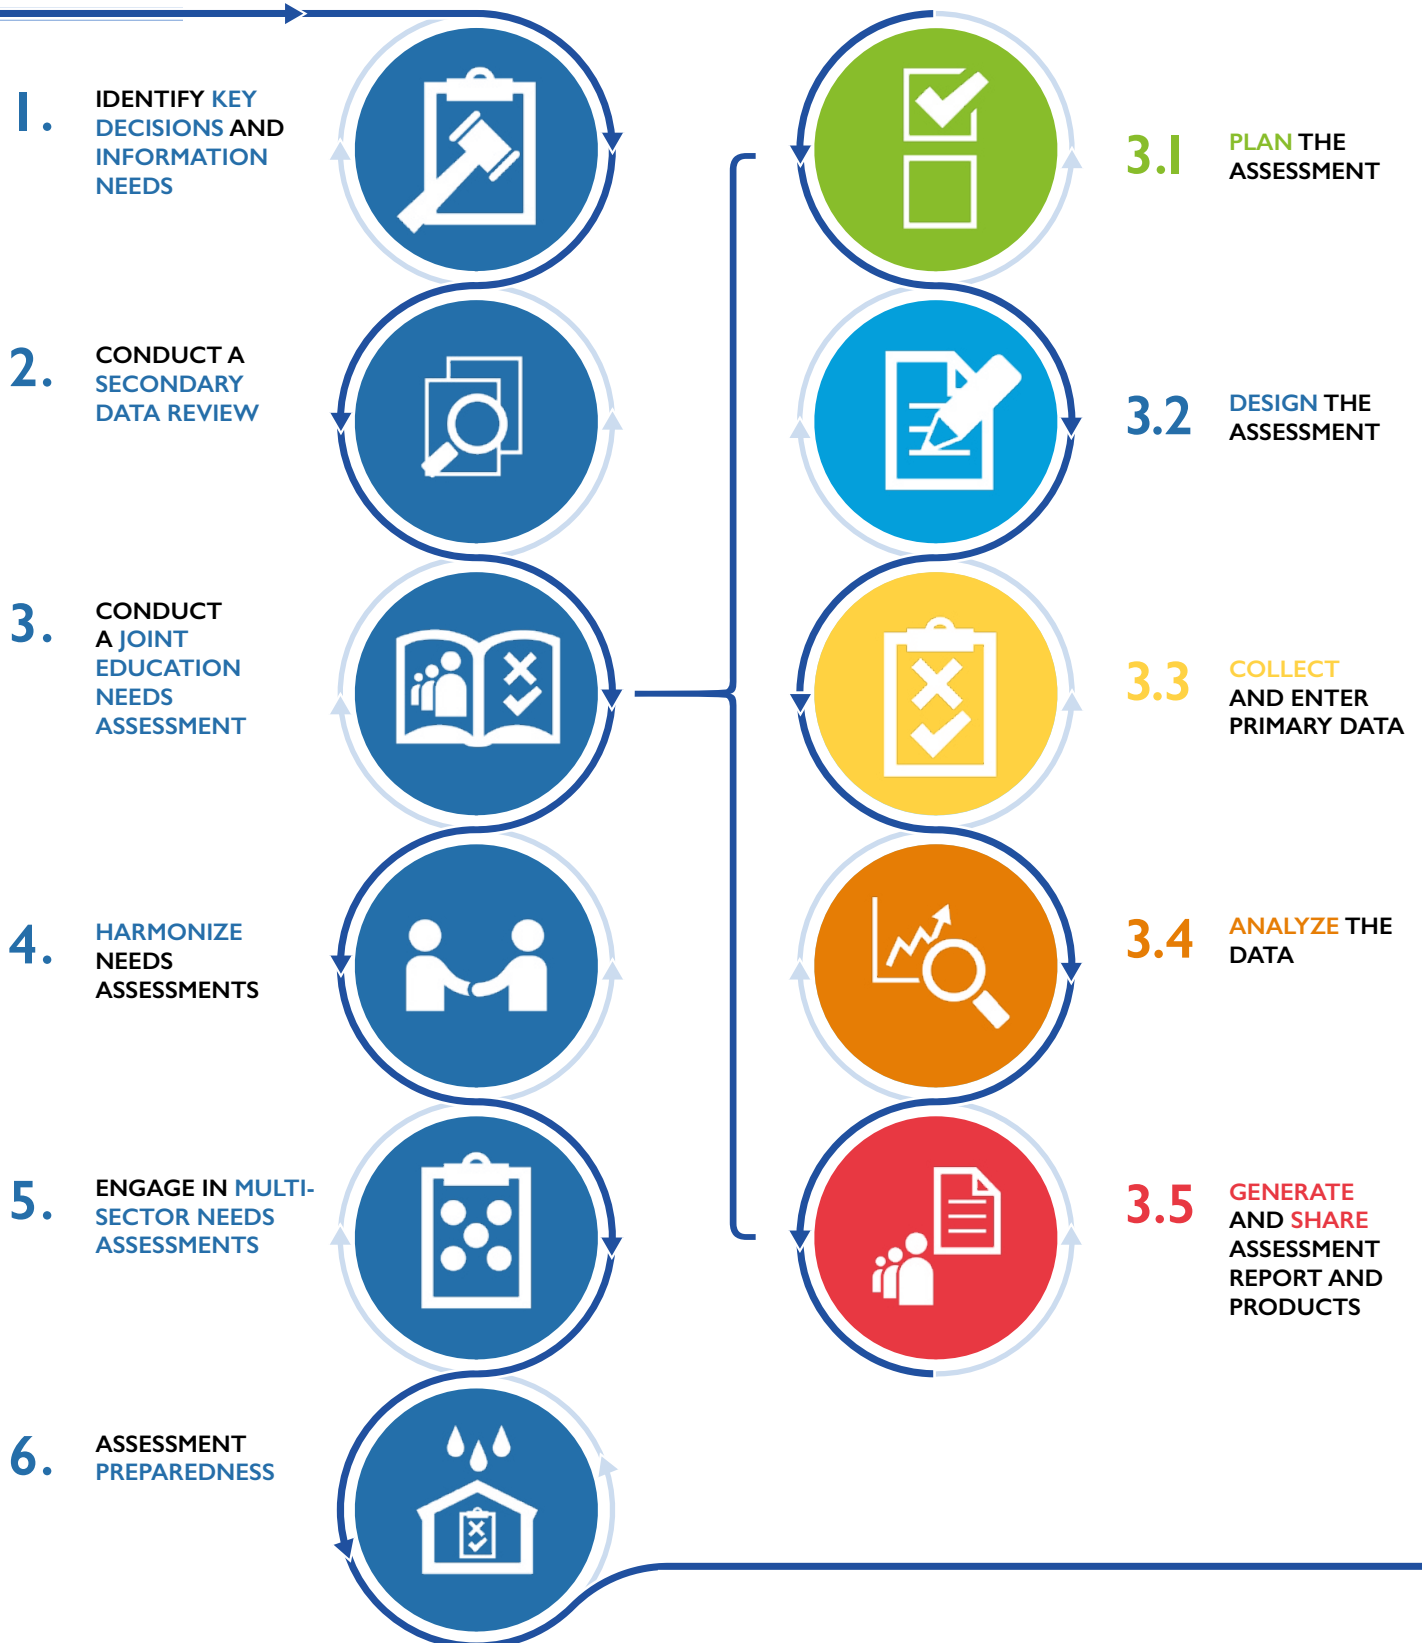 1.
IDENTIFY KEY
DECISIONS AND
INFORMATION
NEEDS
2.
CONDUCT A
SECONDARY
DATA REVIEW
3.
CONDUCT
A JOINT
EDUCATION
NEEDS
ASSESSMENT
4.
HARMONIZE
NEEDS
ASSESSMENTS
5.
ENGAGE IN MULTI-
SECTOR NEEDS
ASSESSMENTS
6.
ASSESSMENT
PREPAREDNESS
3.1
PLAN THE
ASSESSMENT
3.2
DESIGN THE
ASSESSMENT
3.3
COLLECT
AND ENTER
PRIMARY DATA
3.4
ANALYZE THE
DATA
3.5
GENERATE
AND SHARE
ASSESSMENT
REPORT AND
PRODUCTS